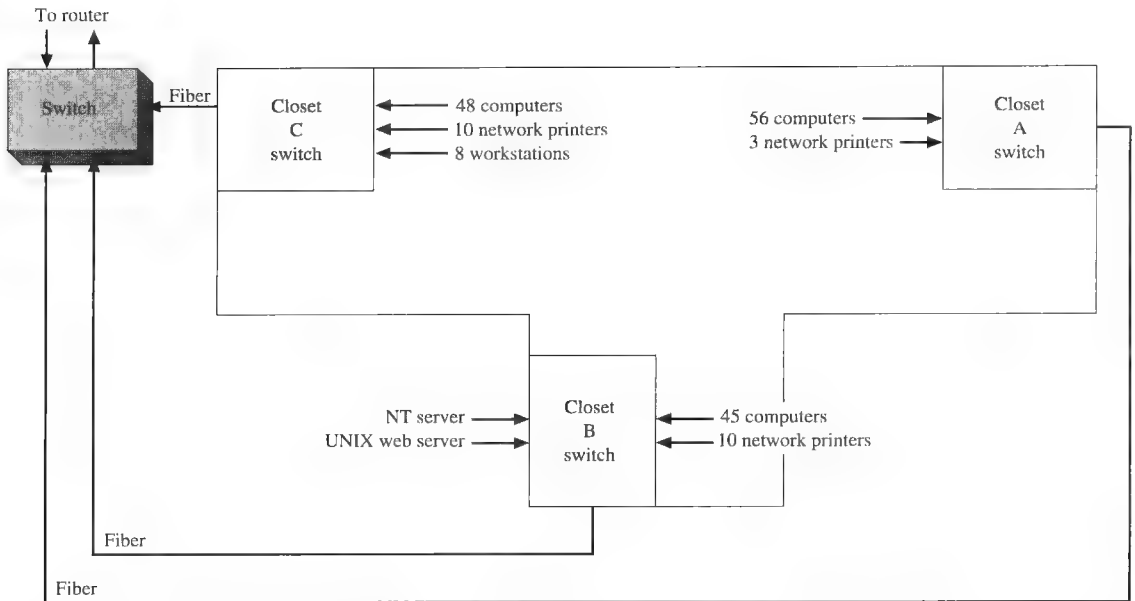 To router
Switch
Fiber
Closet
C
switch
48 computers
10 network printers
8 workstations
56 computers
3 network printers
Closet
A
switch
NT server
UNIX web server
Closet
B
switch
45 computers
10 network printers
Fiber
Fiber